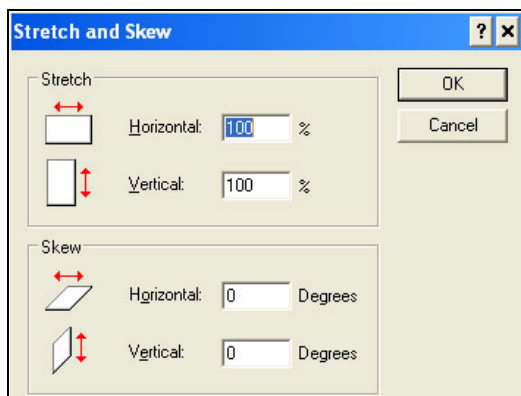 Stretch and Skew
? ×
Stretch
OK
Horizontal: 100 %
Cancel
Vertical: 100 %
Skew
Horizontal: 0 Degrees
Vertical: 0 Degrees